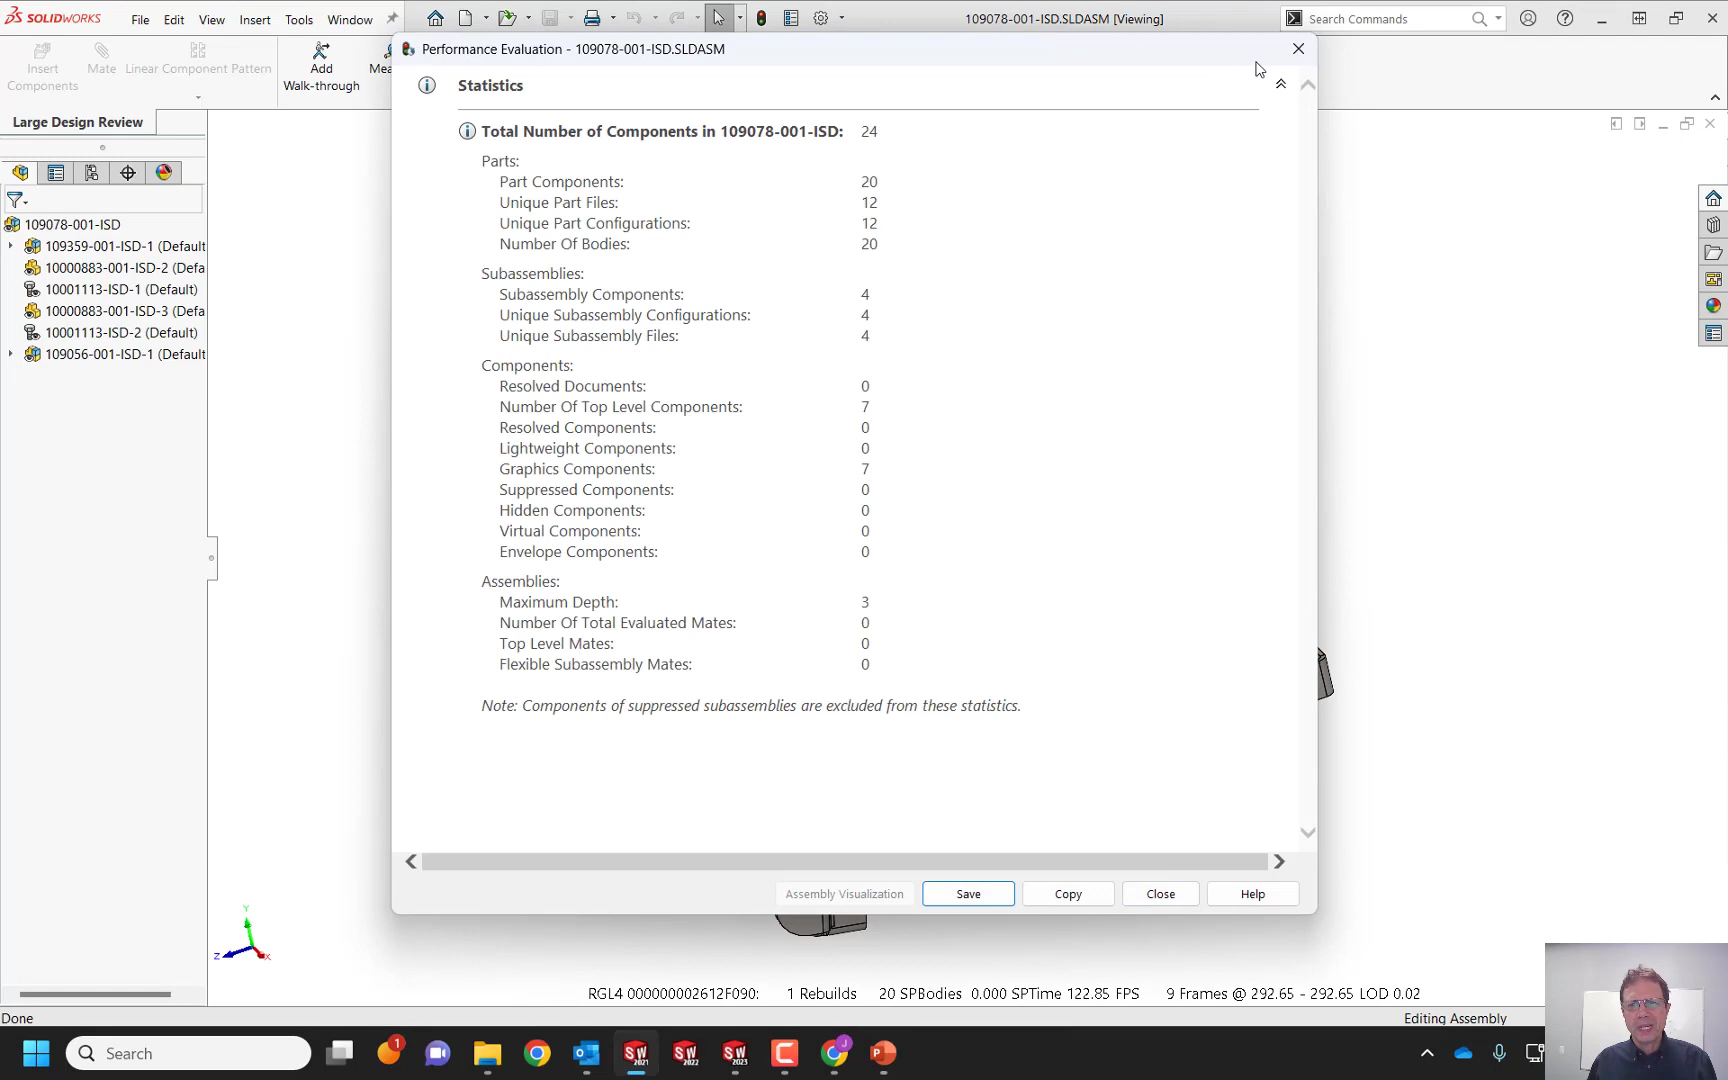 SOLIDWORKS File Edit View Insert Tools Window 109078-001-ISD.SLDASM [Viewing] Search Commands
Performance Evaluation - 109078-001-ISD.SLDASM
Insert Components Mate Linear Component Pattern Add Walk-through
Large Design Review
109078-001-ISD
109359-001-ISD-1 (Default
10000883-001-ISD-2 (Defa
10001113-ISD-1 (Default)
10000883-001-ISD-3 (Defa
10001113-ISD-2 (Default)
109056-001-ISD-1 (Default
Statistics
Total Number of Components in 109078-001-ISD: 24
Parts:
Part Components: 20
Unique Part Files: 12
Unique Part Configurations: 12
Number Of Bodies: 20
Subassemblies:
Subassembly Components: 4
Unique Subassembly Configurations: 4
Unique Subassembly Files: 4
Components:
Resolved Documents: 0
Number Of Top Level Components: 7
Resolved Components: 0
Lightweight Components: 0
Graphics Components: 7
Suppressed Components: 0
Hidden Components: 0
Virtual Components: 0
Envelope Components: 0
Assemblies:
Maximum Depth: 3
Number Of Total Evaluated Mates: 0
Top Level Mates: 0
Flexible Subassembly Mates: 0
Note: Components of suppressed subassemblies are excluded from these statistics.
Assembly Visualization Save Copy Close Help
Y
Z X
RGL4 000000002612F090: 1 Rebuilds 20 SPBodies 0.000 SPTime 122.85 FPS 9 Frames @ 292.65 - 292.65 LOD 0.02
Done Editing Assembly
Search 1 SW 2021 SW 2022 SW 2023 J